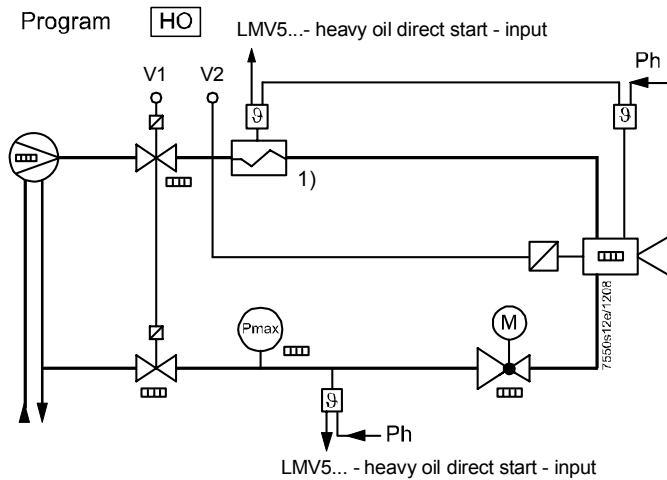 Program HO
LMV5...- heavy oil direct start - input
V1 V2 Ph
ϑ ϑ
1)
Pmax M
7550s12e/1208
ϑ
Ph
LMV5... - heavy oil direct start - input